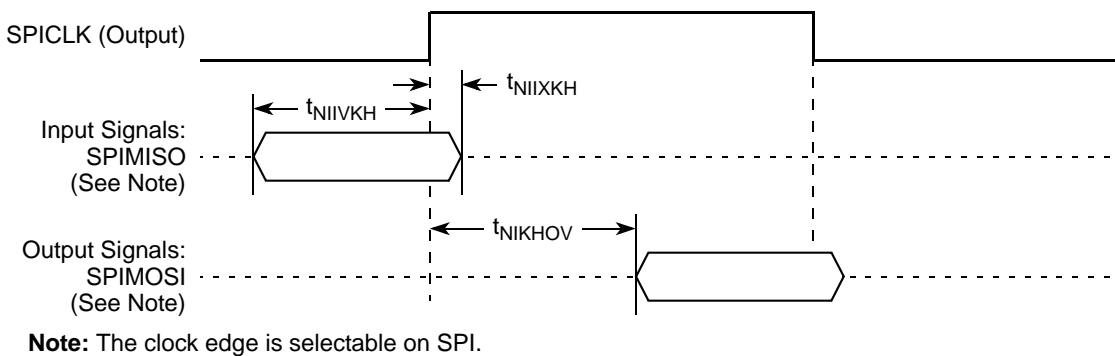 SPICLK (Output)
tNIIXKH
tNIIVKH
Input Signals:
SPIMISO
(See Note)
tNIKHOV
Output Signals:
SPIMOSI
(See Note)
Note: The clock edge is selectable on SPI.